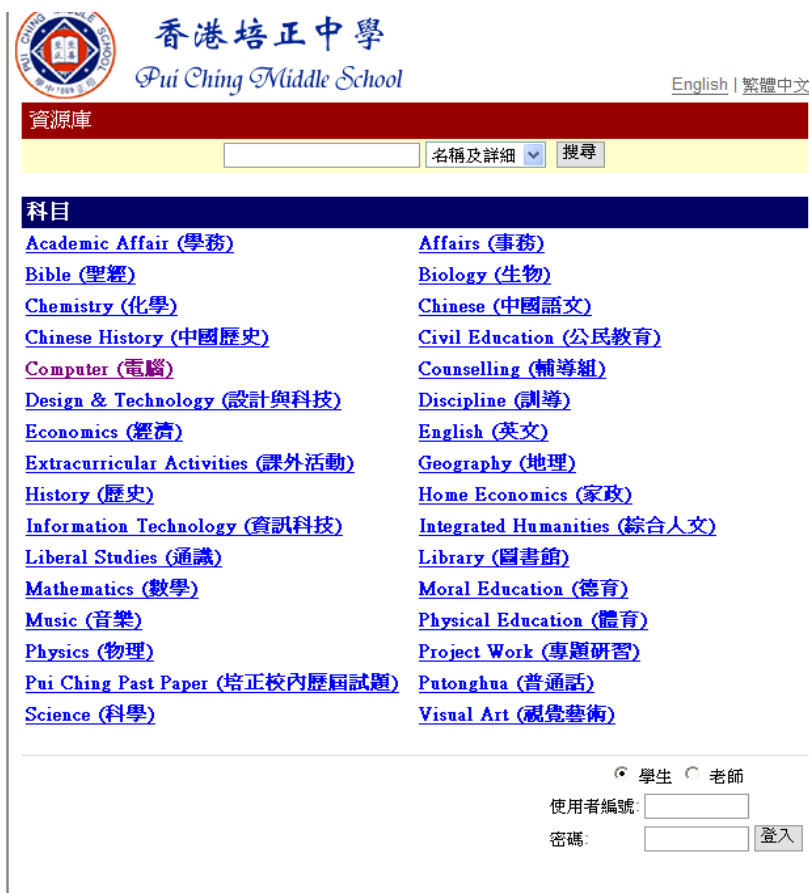 PUI CHING MIDDLE SCHOOL
香港培正中學
Pui Ching Middle School
English | 繁體中文
資源庫
名稱及詳細 搜尋
科目
Academic Affair (學務) Affairs (事務)
Bible (聖經) Biology (生物)
Chemistry (化學) Chinese (中國語文)
Chinese History (中國歷史) Civil Education (公民教育)
Computer (電腦) Counselling (輔導組)
Design & Technology (設計與科技) Discipline (訓導)
Economics (經濟) English (英文)
Extracurricular Activities (課外活動) Geography (地理)
History (歷史) Home Economics (家政)
Information Technology (資訊科技) Integrated Humanities (綜合人文)
Liberal Studies (通識) Library (圖書館)
Mathematics (數學) Moral Education (德育)
Music (音樂) Physical Education (體育)
Physics (物理) Project Work (專題研習)
Pui Ching Past Paper (培正校內歷屆試題) Putonghua (普通話)
Science (科學) Visual Art (視覺藝術)
學生 老師
使用者編號:
密碼: 登入